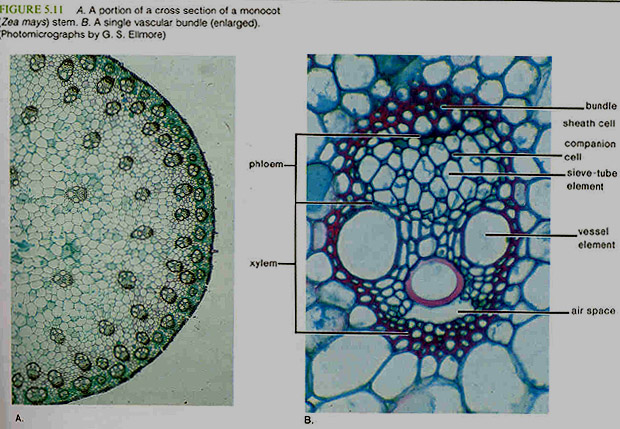 FIGURE 5.11 A. A portion of a cross section of a monocot
(Zea mays) stem. B. A single vascular bundle (enlarged).
(Photomicrographs by G. S. Ellmore)
bundle
sheath cell
companion
cell
phloem
sieve-tube
element
vessel
element
xylem
air space
A.
B.